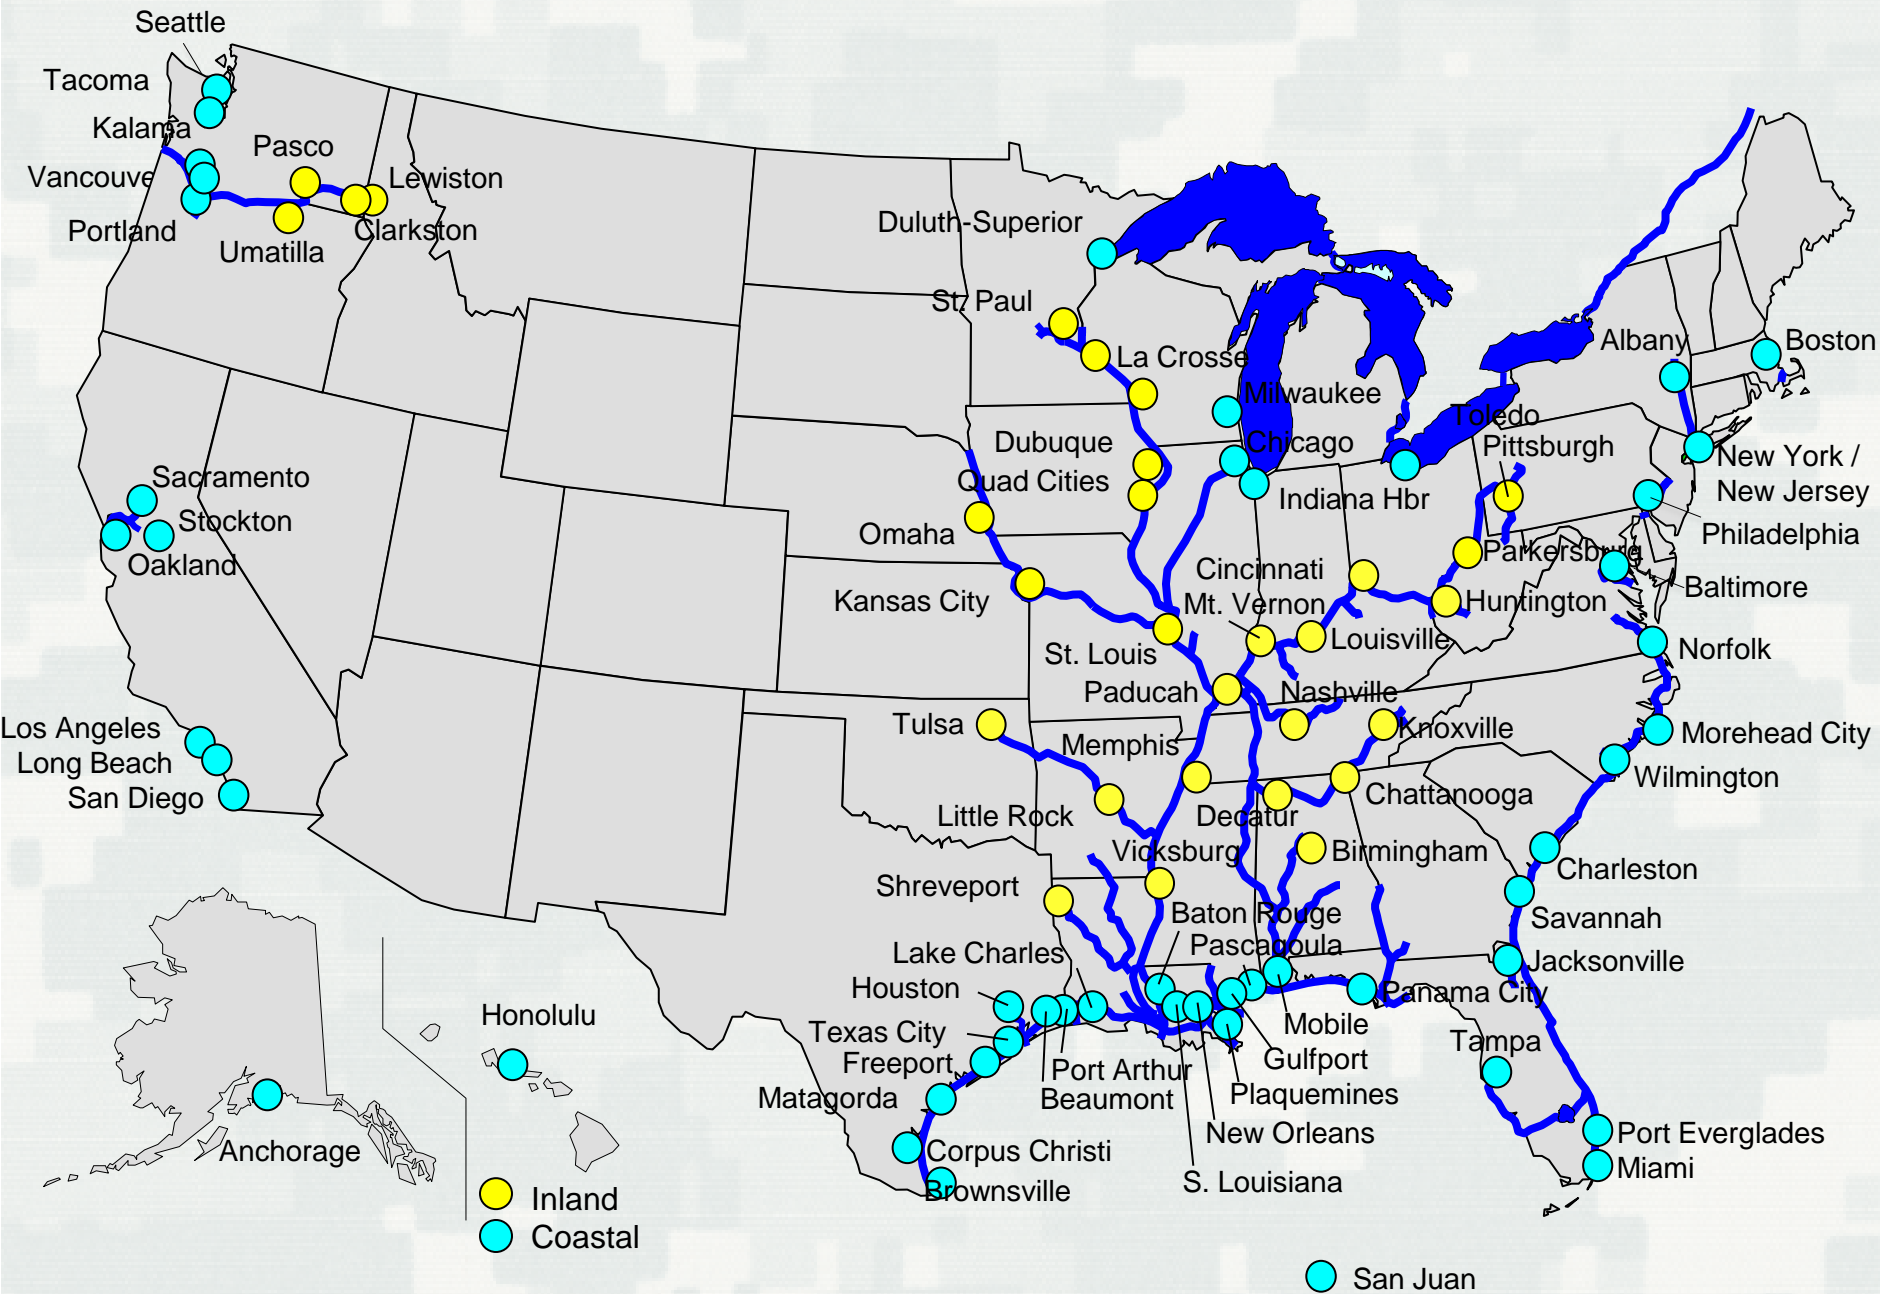 Seattle
Tacoma
Kalama
Vancouve
Portland
Pasco
Lewiston
Clarkston
Umatilla
Duluth-Superior
St. Paul
La Crosse
Milwaukee
Dubuque
Chicago
Quad Cities
Indiana Hbr
Toledo
Pittsburgh
Albany
Boston
New York /
New Jersey
Philadelphia
Baltimore
Sacramento
Stockton
Oakland
Omaha
Kansas City
Cincinnati
Mt. Vernon
Parkersburg
Huntington
Louisville
Norfolk
St. Louis
Paducah
Nashville
Knoxville
Morehead City
Wilmington
Los Angeles
Long Beach
San Diego
Tulsa
Memphis
Little Rock
Decatur
Chattanooga
Vicksburg
Birmingham
Charleston
Shreveport
Savannah
Baton Rouge
Pascagoula
Lake Charles
Jacksonville
Houston
Panama City
Texas City
Mobile
Tampa
Freeport
Gulfport
Port Arthur
Matagorda
Beaumont
Plaquemines
New Orleans
Port Everglades
Corpus Christi
Miami
Brownsville
S. Louisiana
Honolulu
Anchorage
Inland
Coastal
San Juan